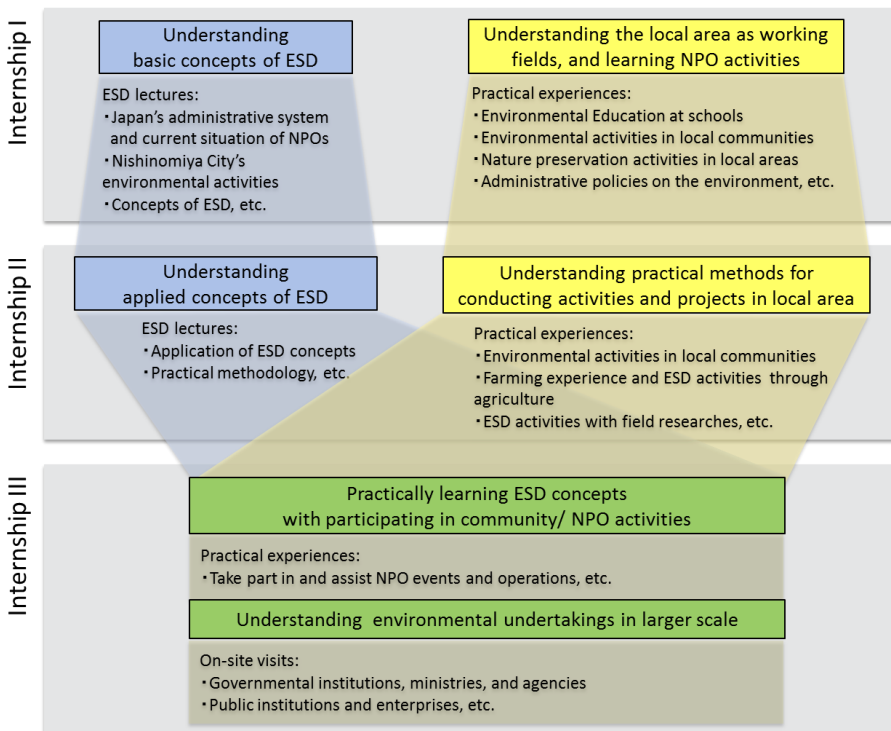 Internship I
Understanding
basic concepts of ESD
ESD lectures:
・Japan's administrative system
and current situation of NPOs
・Nishinomiya City's
environmental activities
・Concepts of ESD, etc.
Understanding the local area as working
fields, and learning NPO activities
Practical experiences:
・Environmental Education at schools
・Environmental activities in local communities
・Nature preservation activities in local areas
・Administrative policies on the environment, etc.
Internship II
Understanding
applied concepts of ESD
ESD lectures:
・Application of ESD concepts
・Practical methodology, etc.
Understanding practical methods for
conducting activities and projects in local area
Practical experiences:
・Environmental activities in local communities
・Farming experience and ESD activities through
agriculture
・ESD activities with field researches, etc.
Internship III
Practically learning ESD concepts
with participating in community/ NPO activities
Practical experiences:
・Take part in and assist NPO events and operations, etc.
Understanding environmental undertakings in larger scale
On-site visits:
・Governmental institutions, ministries, and agencies
・Public institutions and enterprises, etc.